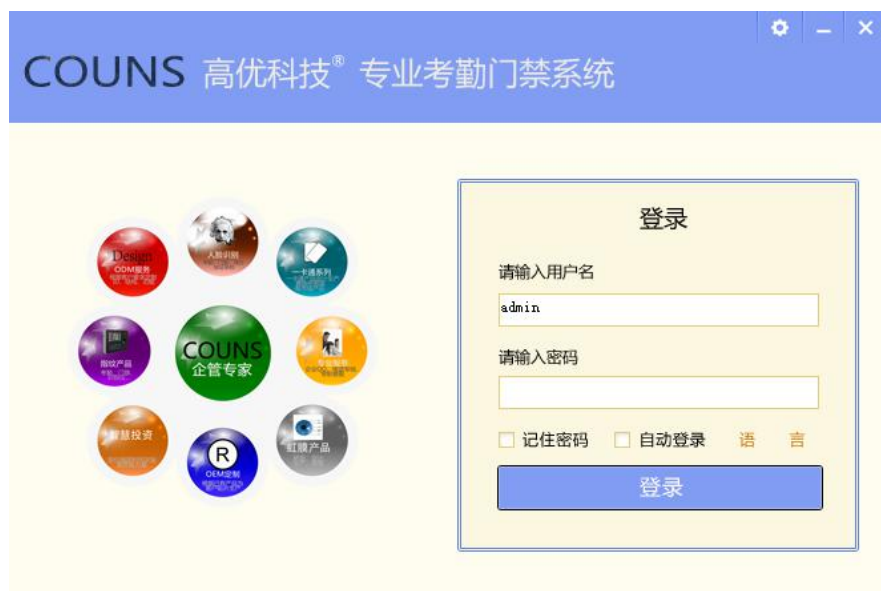 COUNS 高优科技® 专业考勤门禁系统
登录
请输入用户名
admin
请输入密码
记住密码 自动登录 语 言
登录
人脸识别
Design
ODM服务
一卡通系列
指纹产品
COUNS
企管专家
专业服务
智慧投资
R
OEM定制
虹膜产品